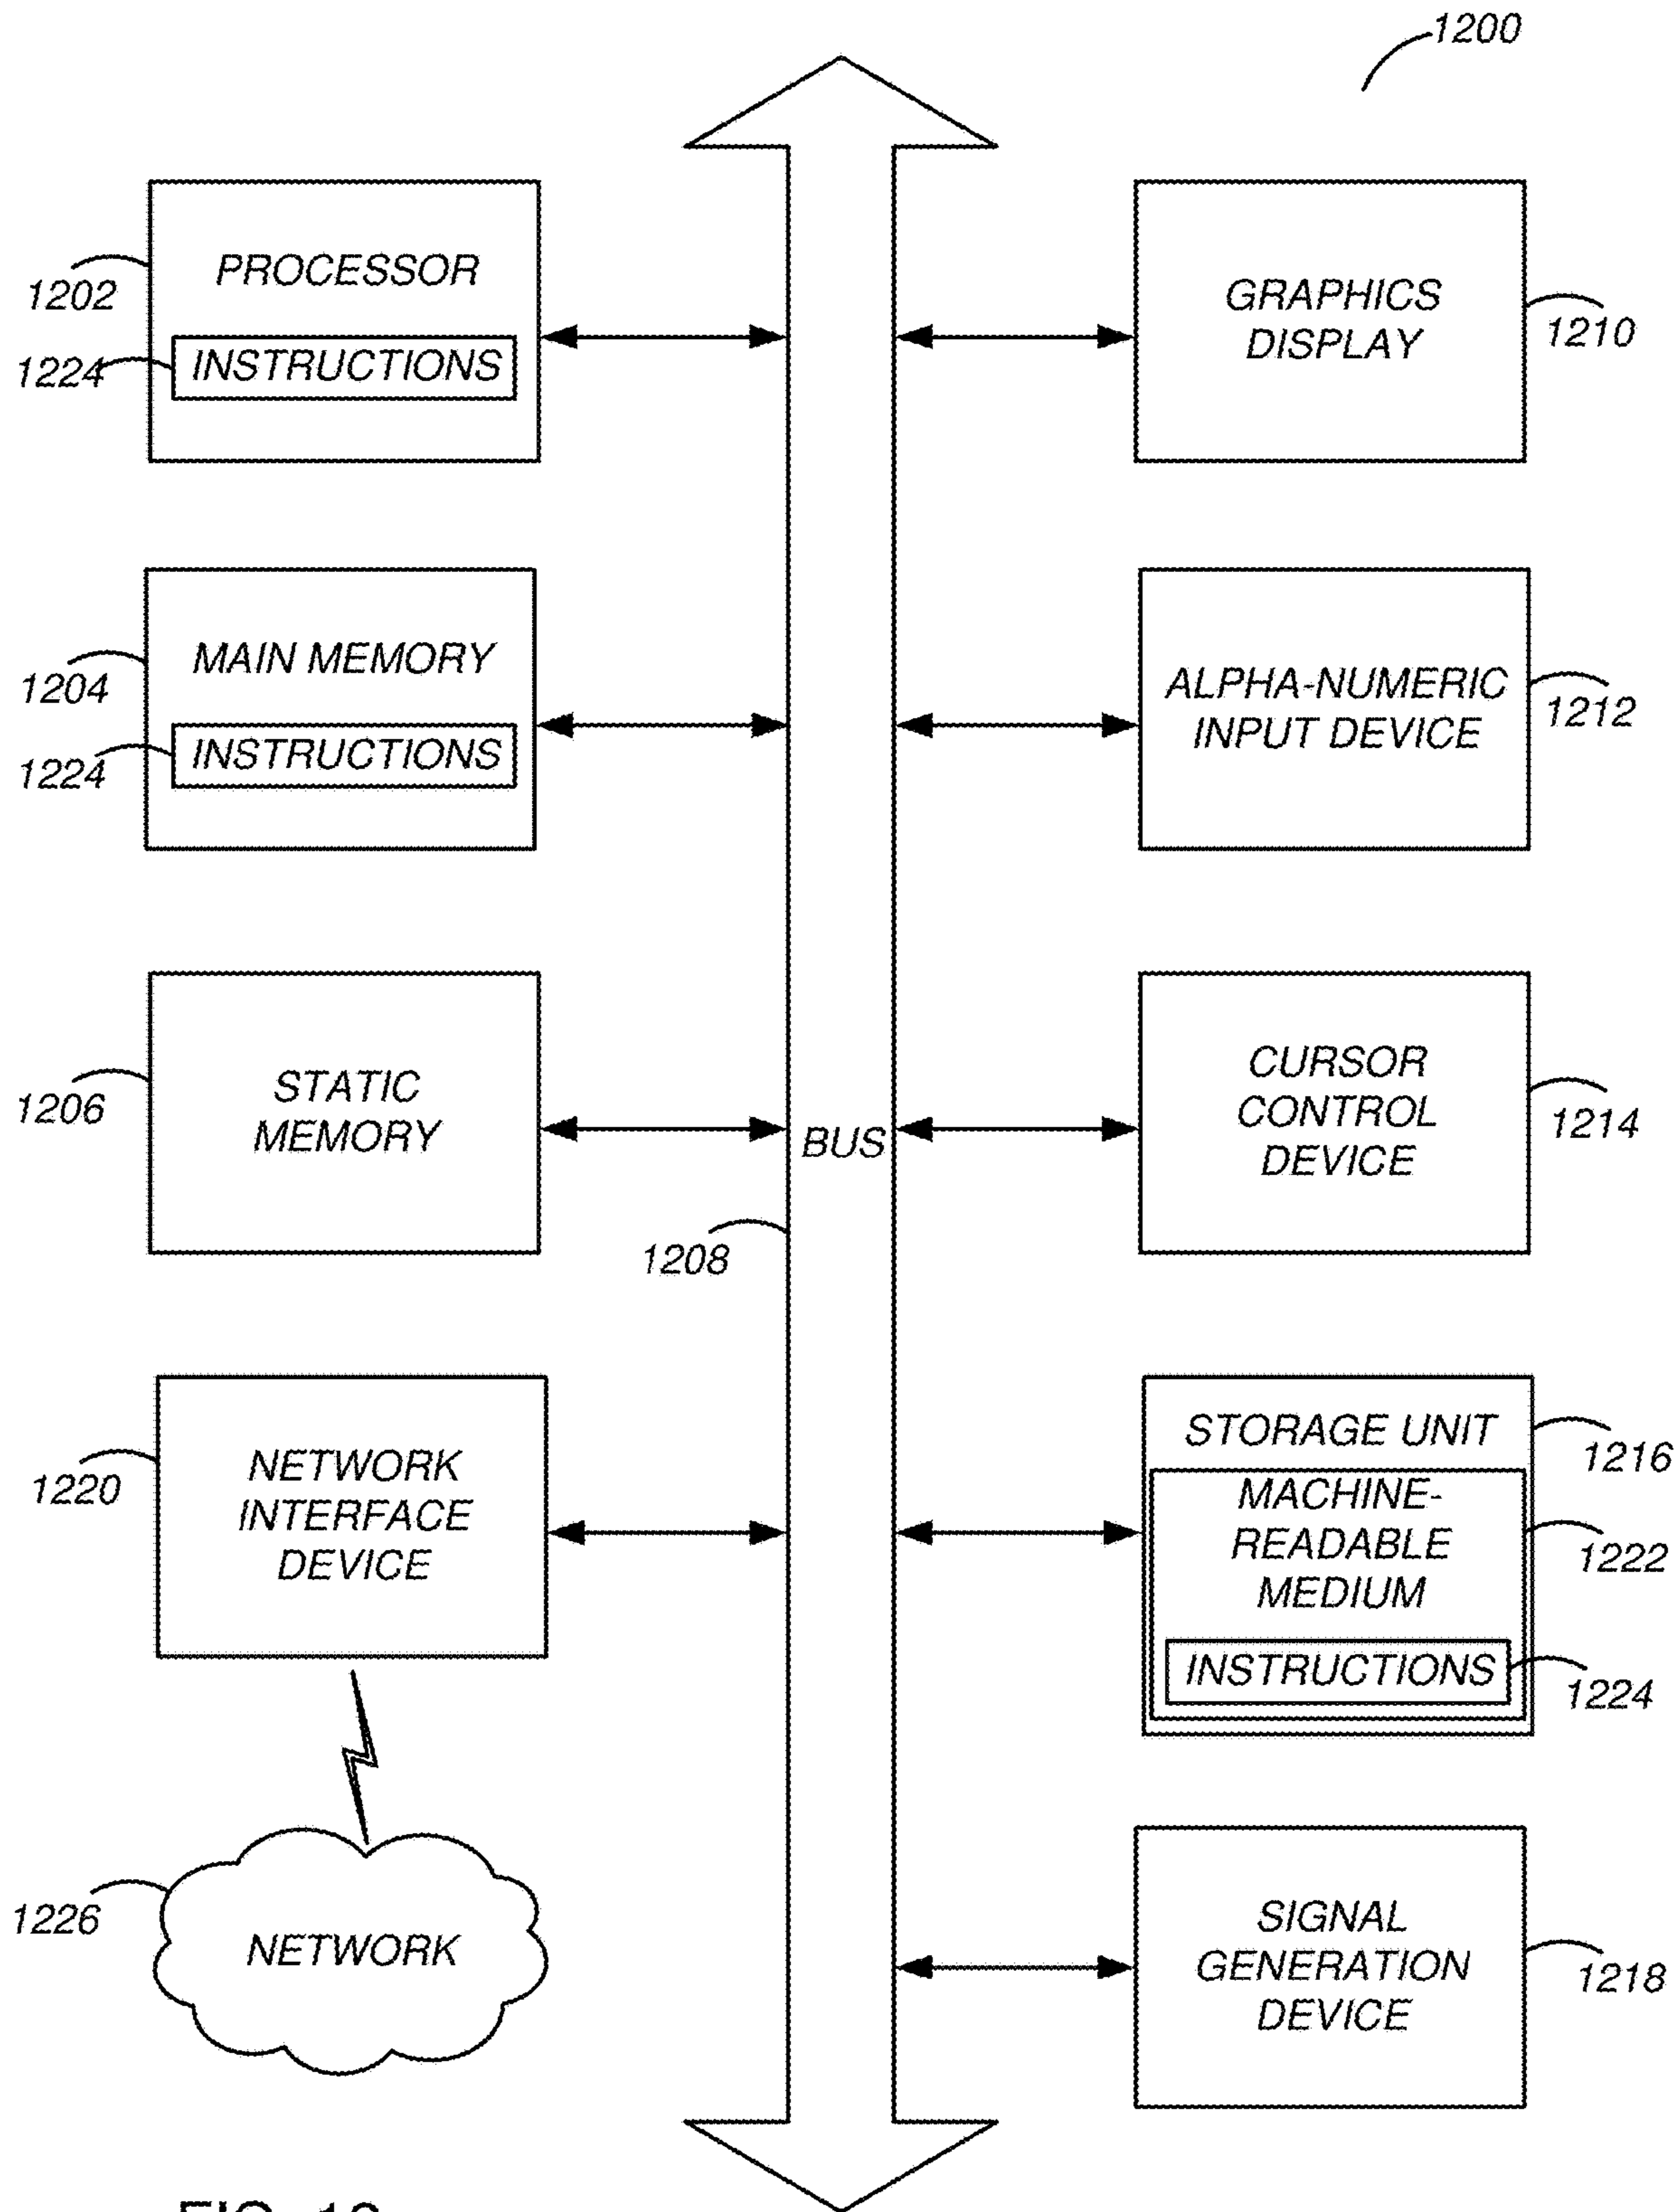 1200
PROCESSOR
1202
1224
INSTRUCTIONS
GRAPHICS
DISPLAY
1210
MAIN MEMORY
1204
1224
INSTRUCTIONS
ALPHA-NUMERIC
INPUT DEVICE
1212
STATIC
MEMORY
1206
BUS
1208
CURSOR
CONTROL
DEVICE
1214
NETWORK
INTERFACE
DEVICE
1220
STORAGE UNIT
1216
MACHINE-
READABLE
MEDIUM
1222
INSTRUCTIONS
1224
1226
NETWORK
SIGNAL
GENERATION
DEVICE
1218